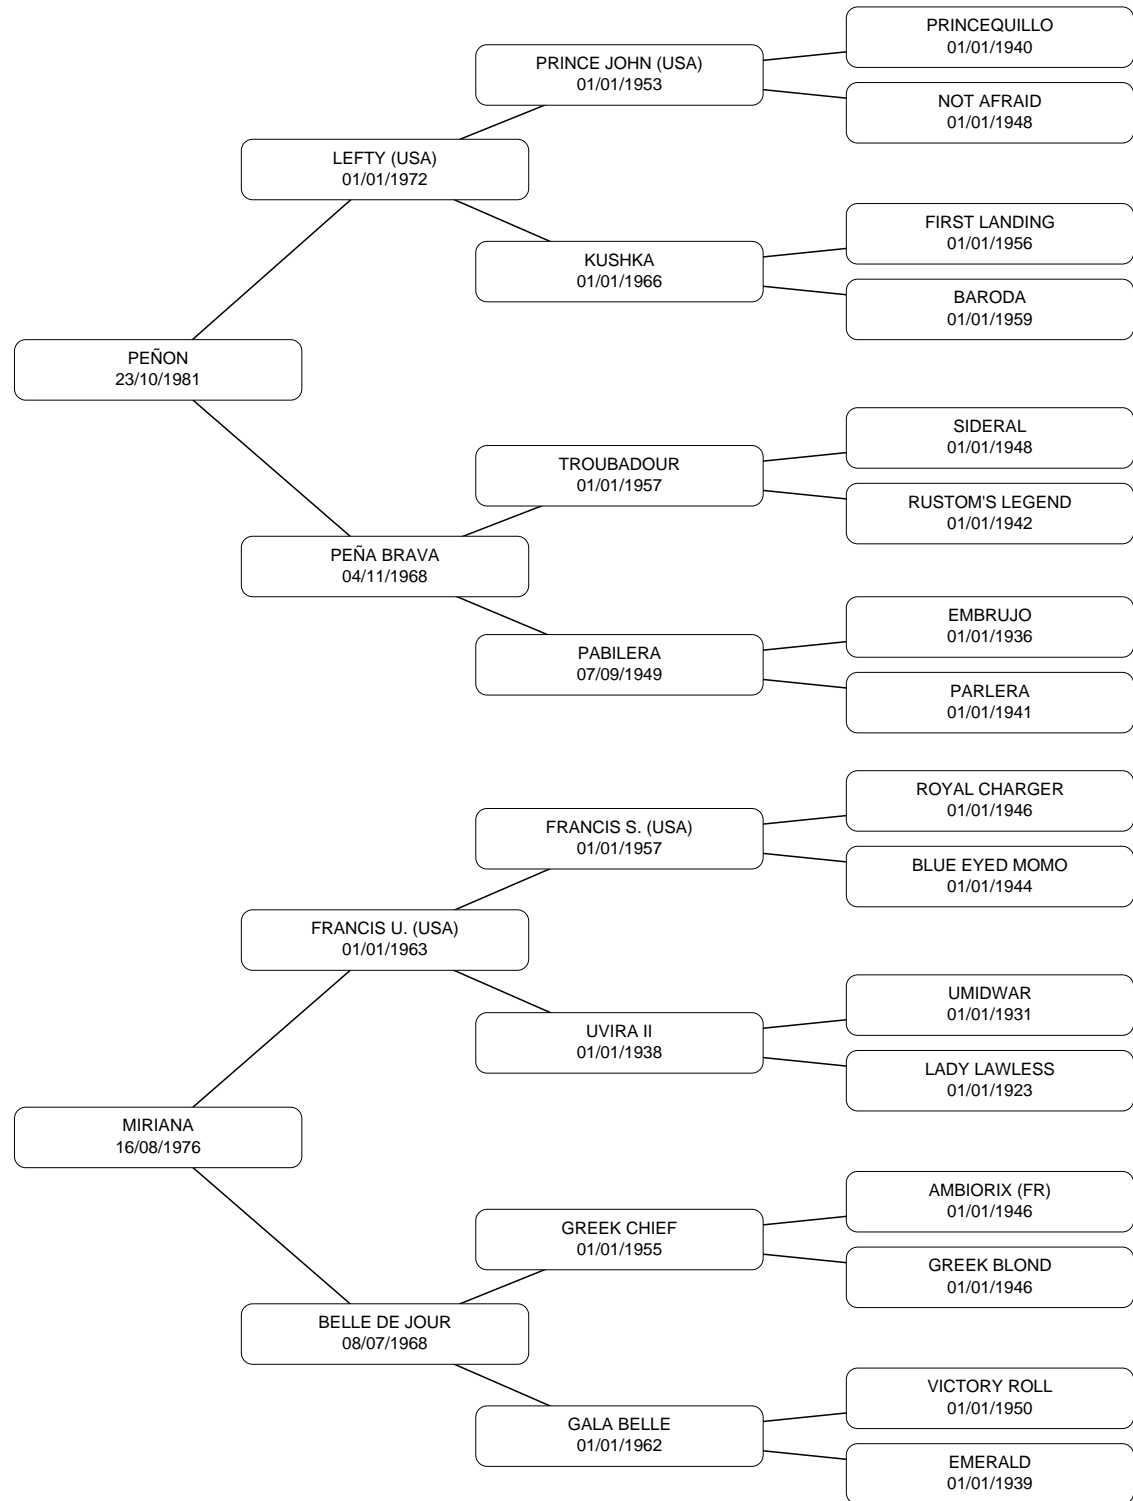 PRINCEQUILLO
01/01/1940
PRINCE JOHN (USA)
01/01/1953
NOT AFRAID
01/01/1948
LEFTY (USA)
01/01/1972
FIRST LANDING
01/01/1956
KUSHKA
01/01/1966
BARODA
01/01/1959
PEÑON
23/10/1981
SIDERAL
01/01/1948
TROUBADOUR
01/01/1957
RUSTOM'S LEGEND
01/01/1942
PEÑA BRAVA
04/11/1968
EMBRUJO
01/01/1936
PABILERA
07/09/1949
PARLERA
01/01/1941
ROYAL CHARGER
01/01/1946
FRANCIS S. (USA)
01/01/1957
BLUE EYED MOMO
01/01/1944
FRANCIS U. (USA)
01/01/1963
UMIDWAR
01/01/1931
UVIRA II
01/01/1938
LADY LAWLESS
01/01/1923
MIRIANA
16/08/1976
AMBIORIX (FR)
01/01/1946
GREEK CHIEF
01/01/1955
GREEK BLOND
01/01/1946
BELLE DE JOUR
08/07/1968
VICTORY ROLL
01/01/1950
GALA BELLE
01/01/1962
EMERALD
01/01/1939